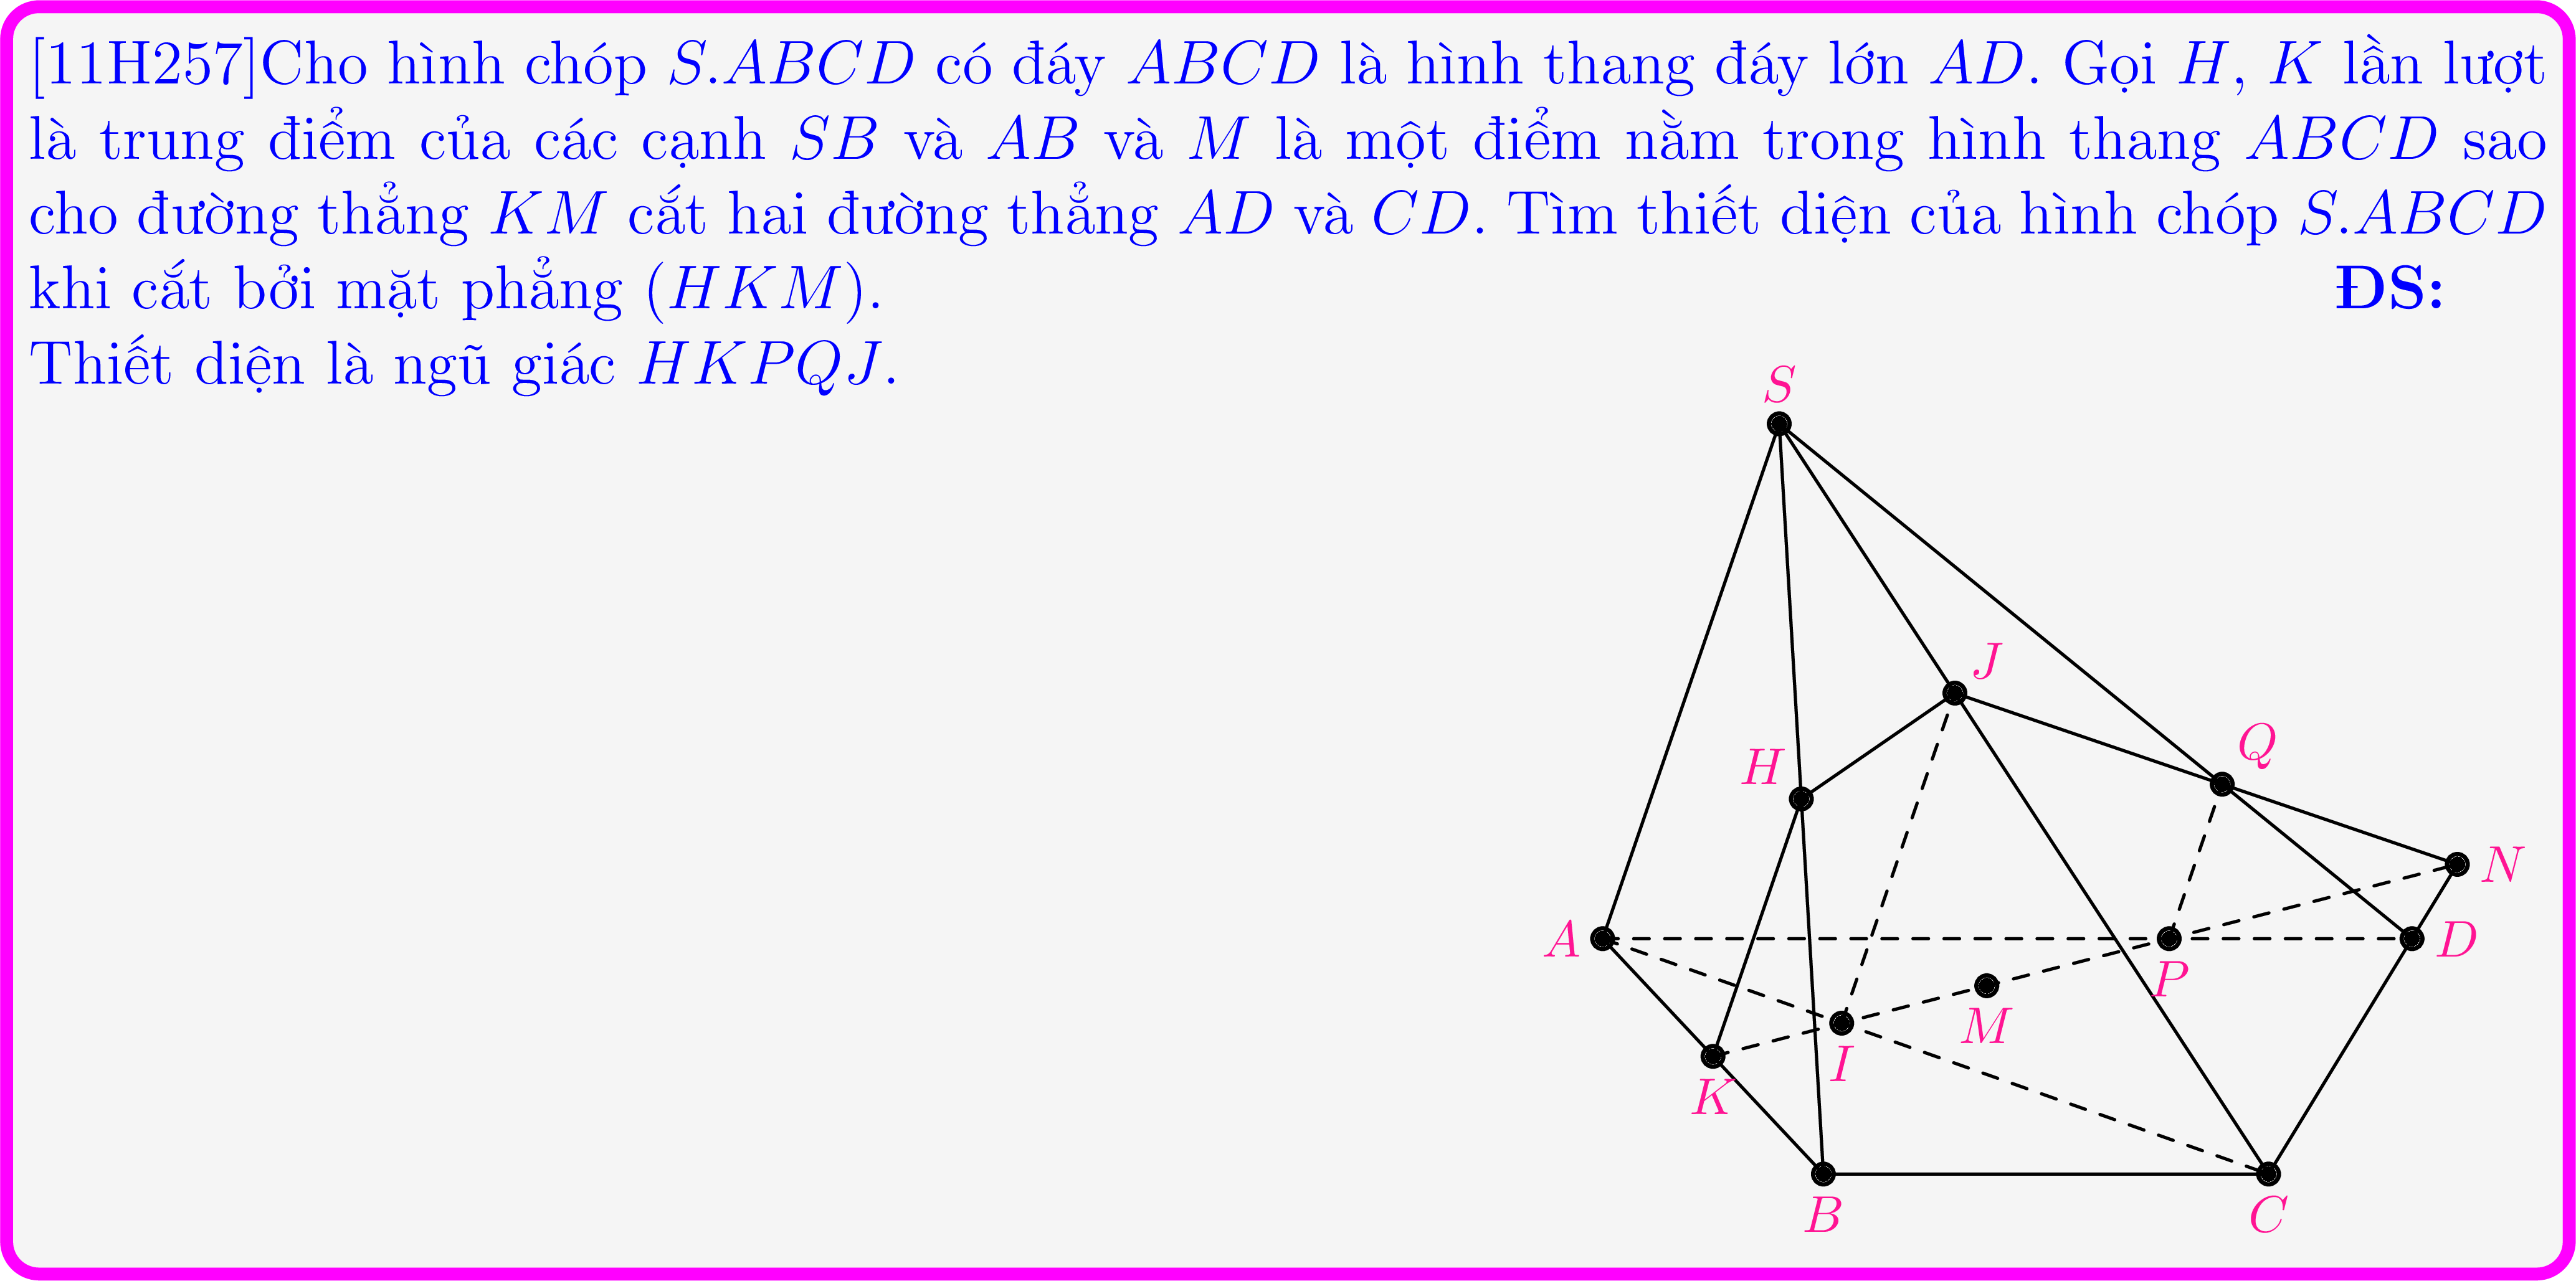 [11H257]Cho hình chóp S.ABCD có đáy ABCD là hình thang đáy lớn AD. Gọi H, K lần lượt
là trung điểm của các cạnh SB và AB và M là một điểm nằm trong hình thang ABCD sao
cho đường thẳng KM cắt hai đường thẳng AD và CD. Tìm thiết diện của hình chóp S.ABCD
khi cắt bởi mặt phẳng (HKM). ĐS:
Thiết diện là ngũ giác HKPQJ.
S
J
Q
H
N
A
D
P
M
I
K
B
C